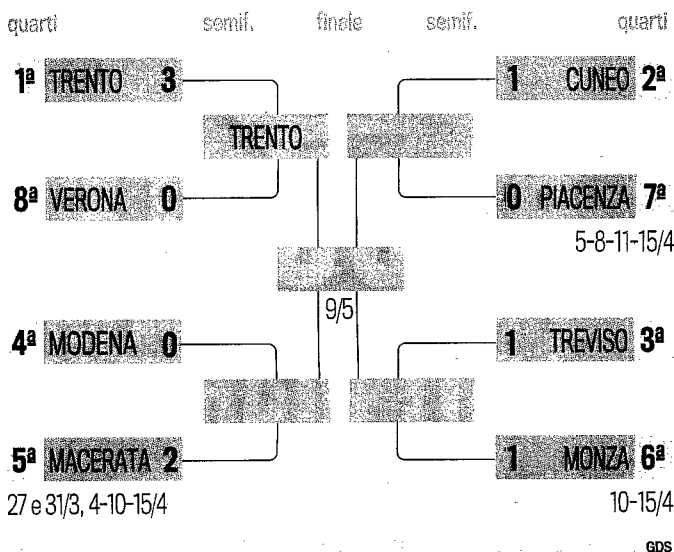 quarti semif. finale semif. quarti
1ª TRENTO 3
1 CUNEO 2ª
TRENTO
8ª VERONA 0
0 PIACENZA 7ª
5-8-11-15/4
9/5
4ª MODENA 0
1 TREVISO 3ª
5ª MACERATA 2
1 MONZA 6ª
27 e 31/3, 4-10-15/4
10-15/4
GDS